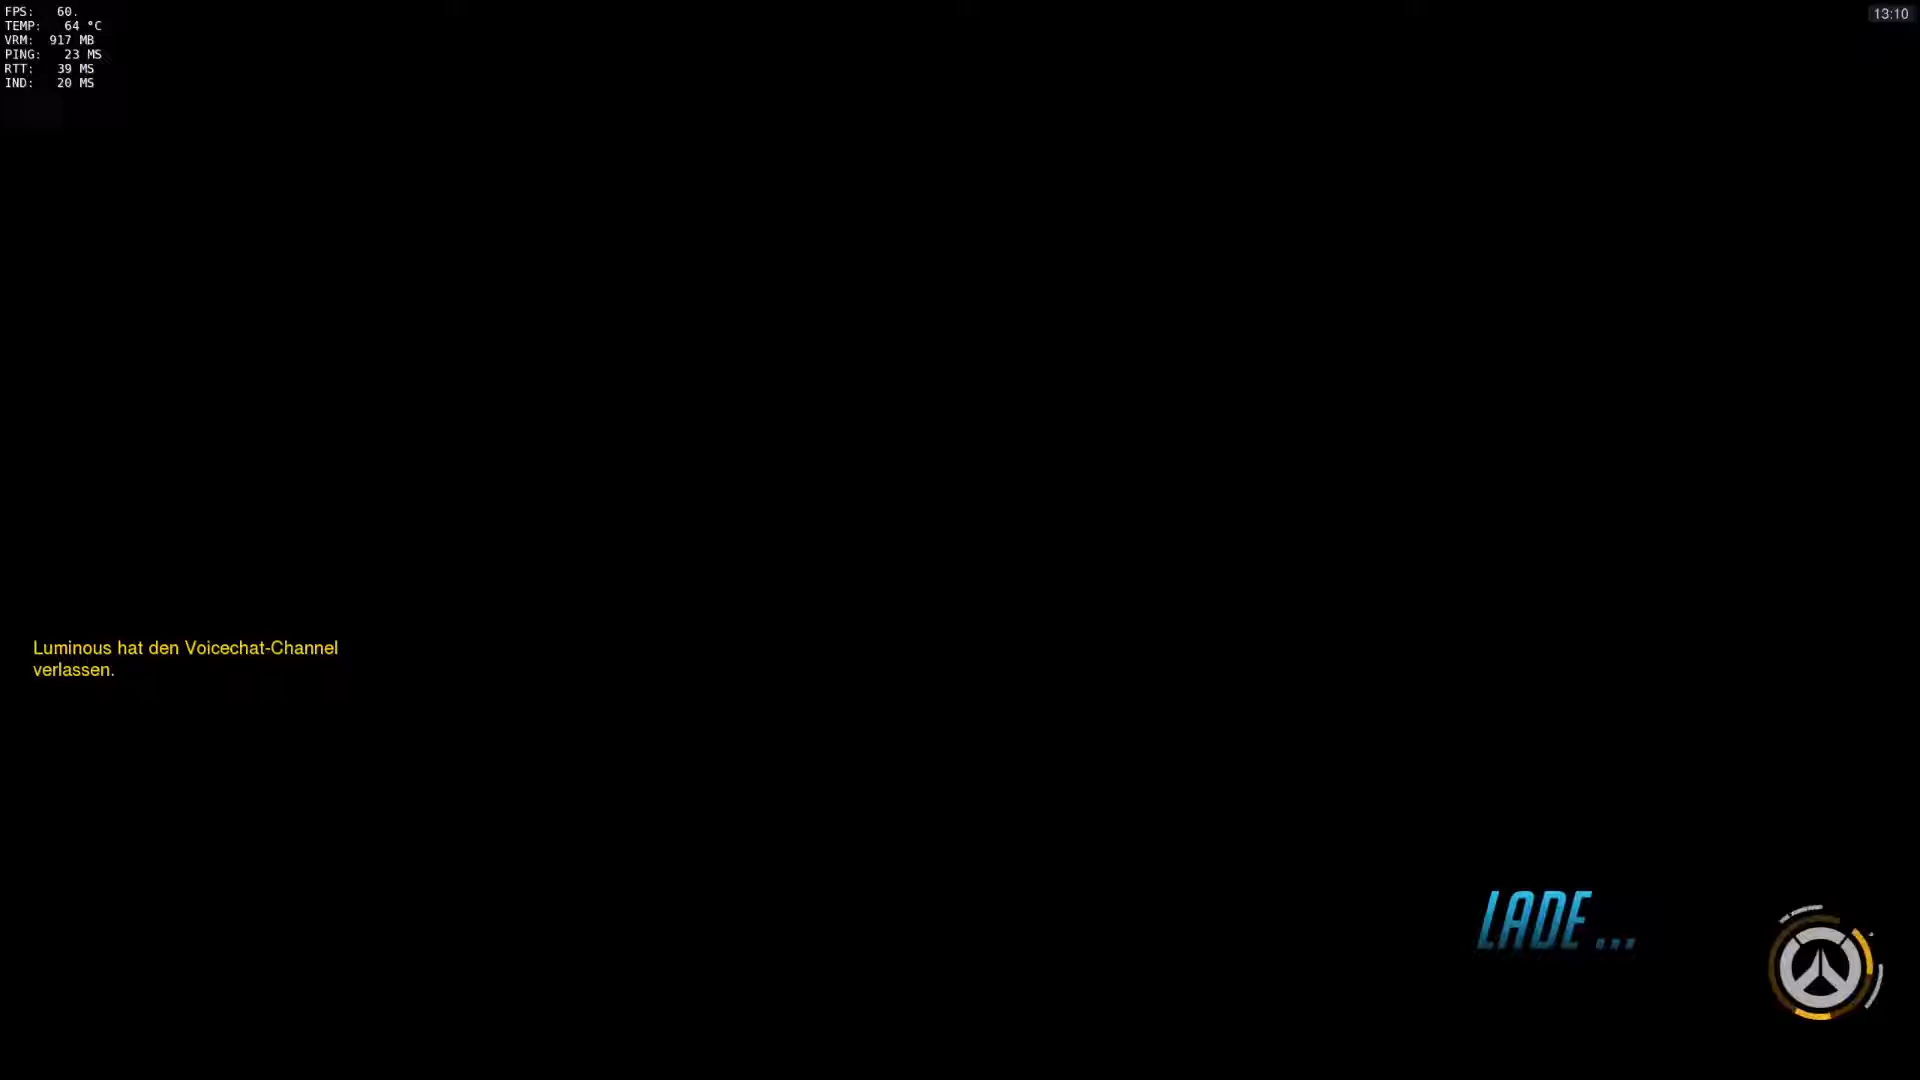 FPS: 60.
TEMP: 64 °C
VRM: 917 MB
PING: 23 MS
RTT: 39 MS
IND: 20 MS
13:10
Luminous hat den Voicechat-Channel
verlassen.
LADE...